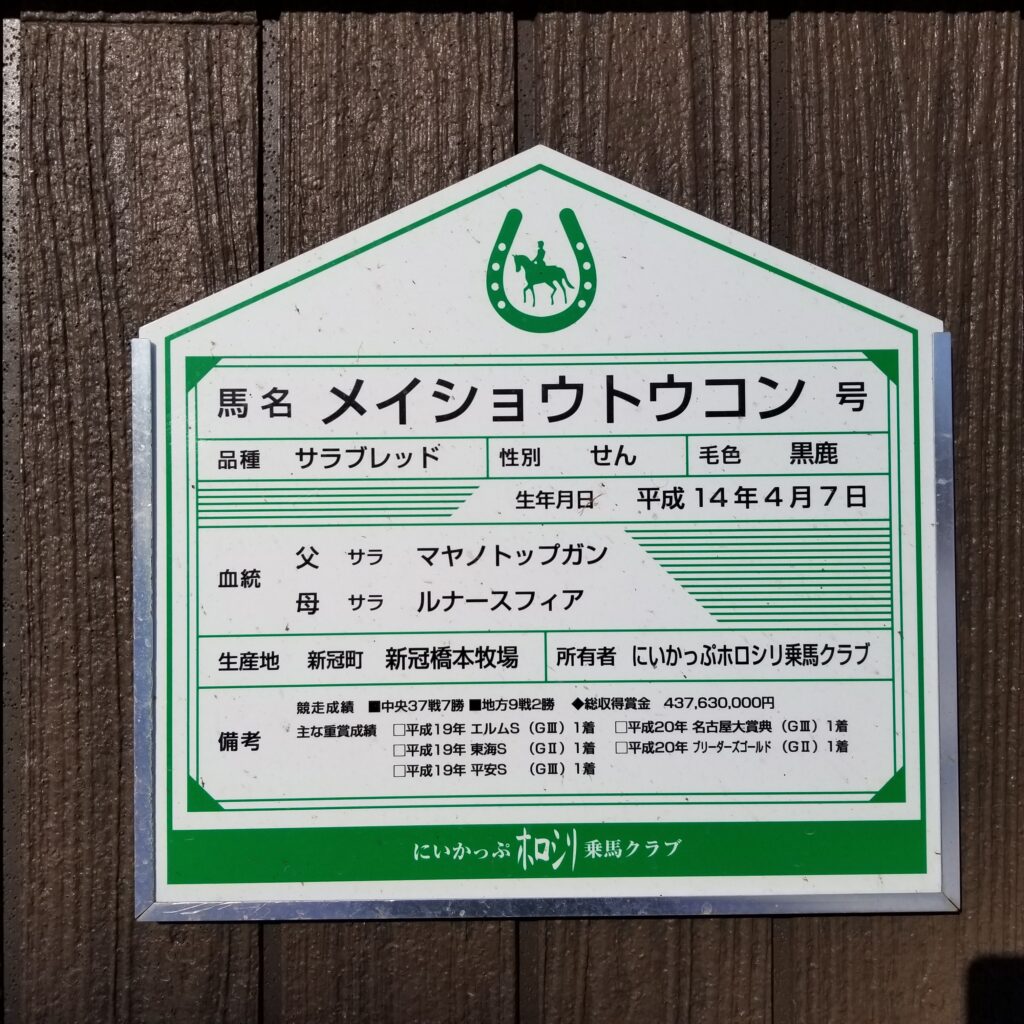 馬名 メイショウトウコン 号
品種 サラブレッド 性別 せん 毛色 黒鹿
生年月日 平成14年4月7日
血統 父 サラ マヤノトップガン
母 サラ ルナースフィア
生産地 新冠町 新冠橋本牧場 所有者 にいかっぷホロシリ乗馬クラブ
備考 競走成績 ■中央37戦7勝 ■地方9戦2勝 ◆総収得賞金 437,630,000円
主な重賞成績 □平成19年 エルムS (GⅢ) 1着 □平成20年 名古屋大賞典 (GⅢ) 1着
□平成19年 東海S (GⅡ) 1着 □平成20年 ブリーダーズゴールド (GⅡ) 1着
□平成19年 平安S (GⅢ) 1着
にいかっぷホロシリ乗馬クラブ